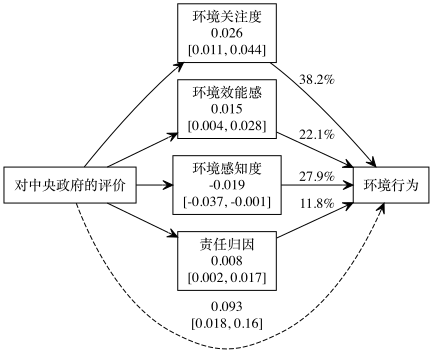 环境关注度
0.026
[0.011, 0.044]
38.2%
环境效能感
0.015
[0.004, 0.028]
22.1%
对中央政府的评价
环境感知度
-0.019
[-0.037, -0.001]
27.9%
环境行为
11.8%
责任归因
0.008
[0.002, 0.017]
0.093
[0.018, 0.16]